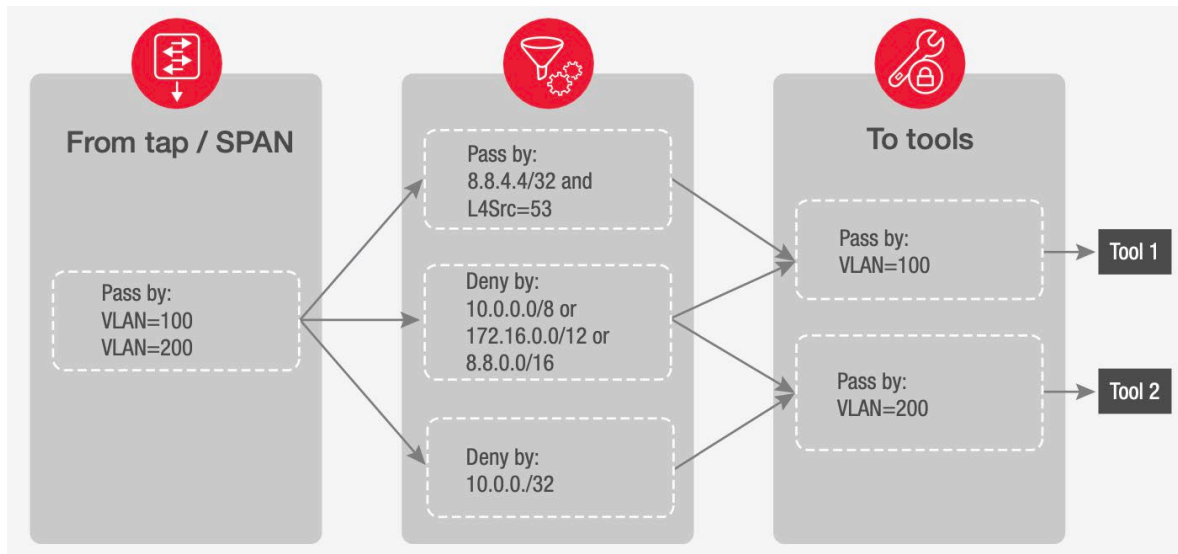 From tap / SPAN
Pass by:
VLAN=100
VLAN=200
Pass by:
8.8.4.4/32 and
L4Src=53
Deny by:
10.0.0.0/8 or
172.16.0.0/12 or
8.8.0.0/16
Deny by:
10.0.0./32
To tools
Pass by:
VLAN=100
Pass by:
VLAN=200
Tool 1
Tool 2